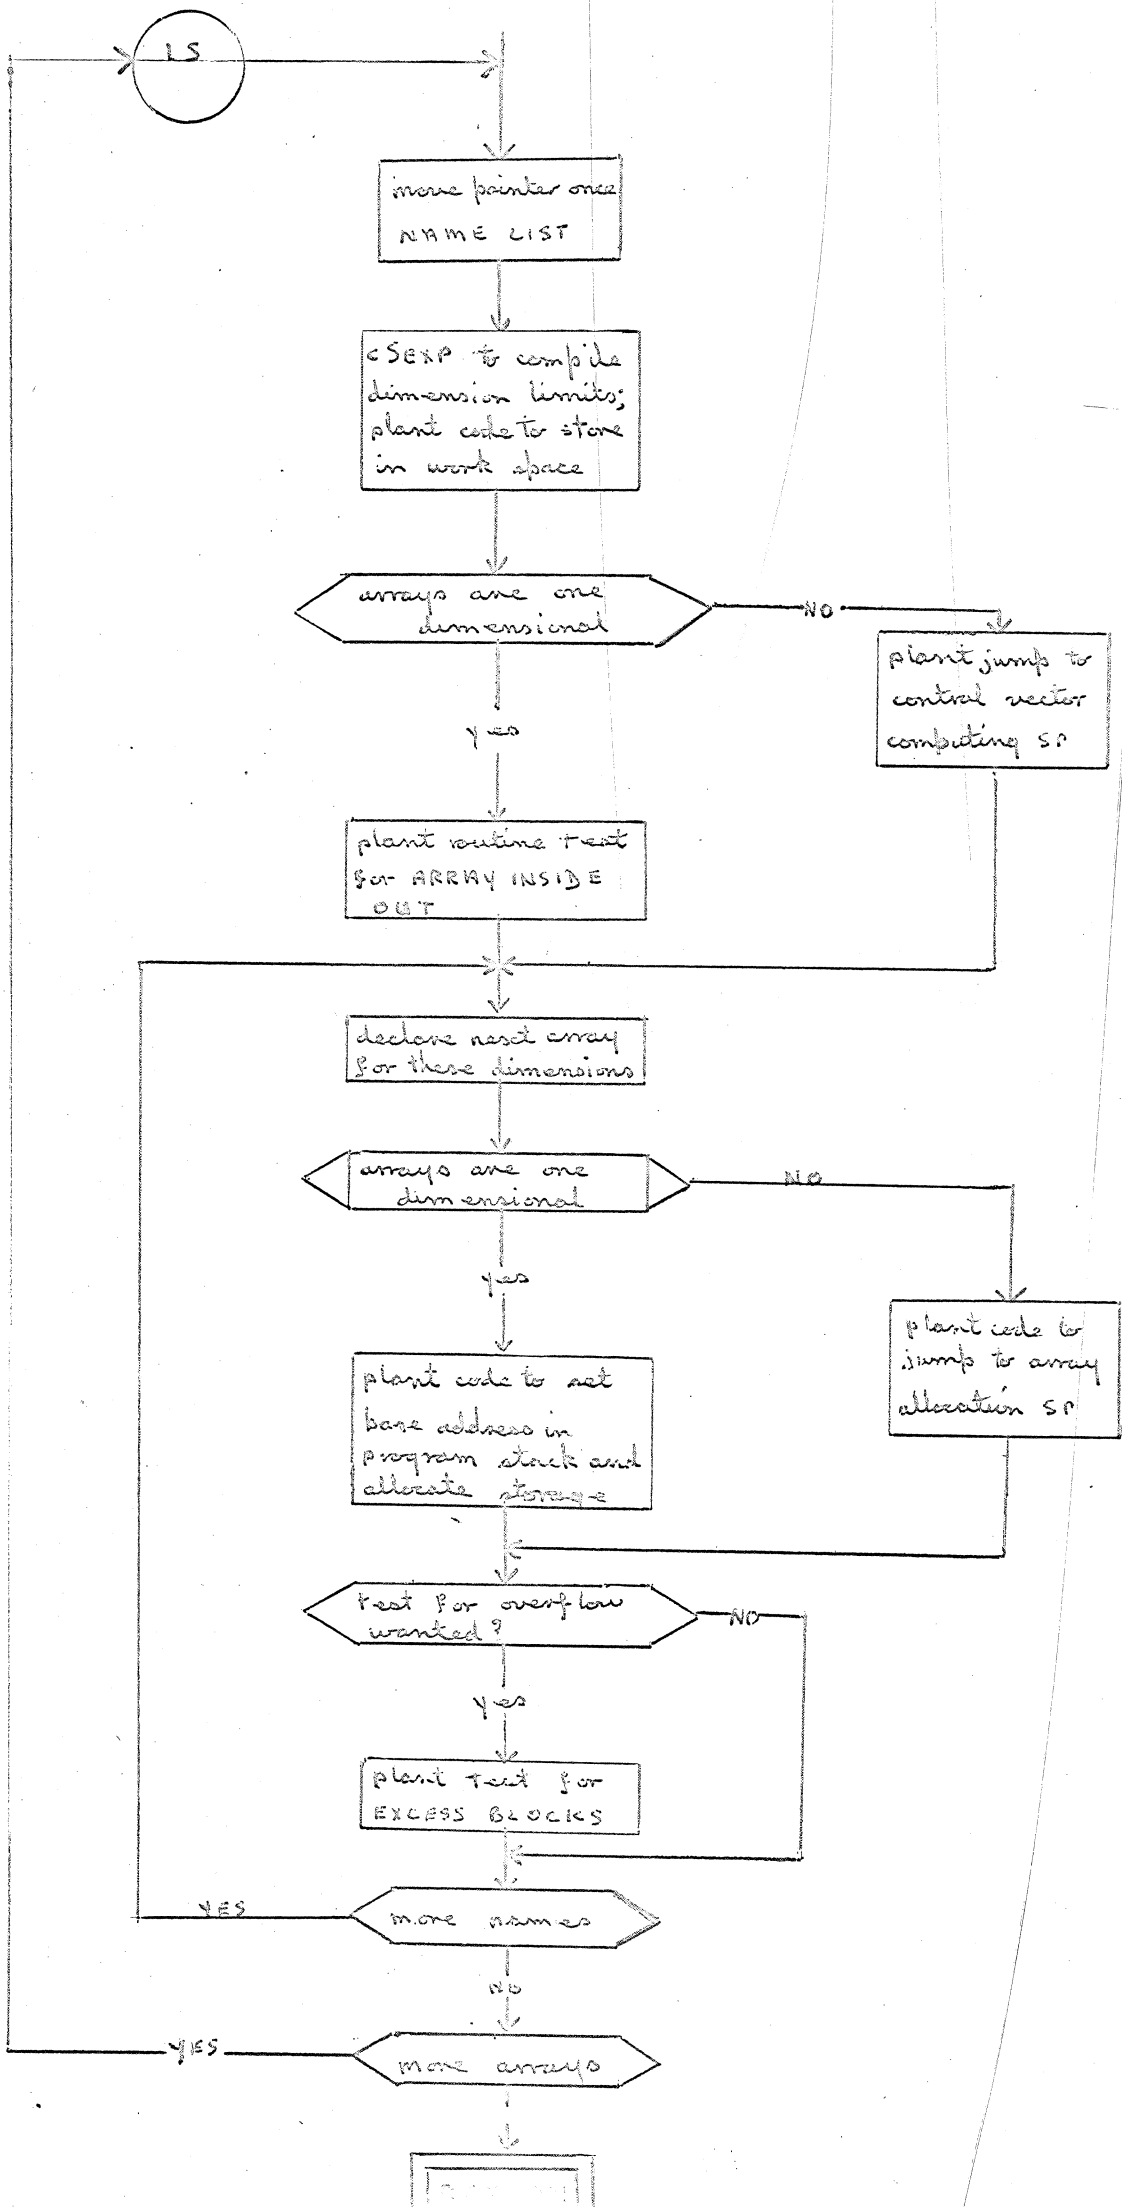 LS
move pointer once
NAME LIST
CSEXP to compile
dimension limits;
plant code to store
in work space
arrays are one
dimensional
NO
plant jump to
control vector
computing SR
yes
plant routine test
for ARRAY INSIDE
OUT
declare next array
for these dimensions
arrays are one
dimensional
NO
yes
plant code to
jump to array
allocation SR
plant code to set
base address in
program stack and
allocate storage
test for overflow
wanted?
NO
yes
plant test for
EXCESS BLOCKS
YES
more names
NO
YES
more arrays